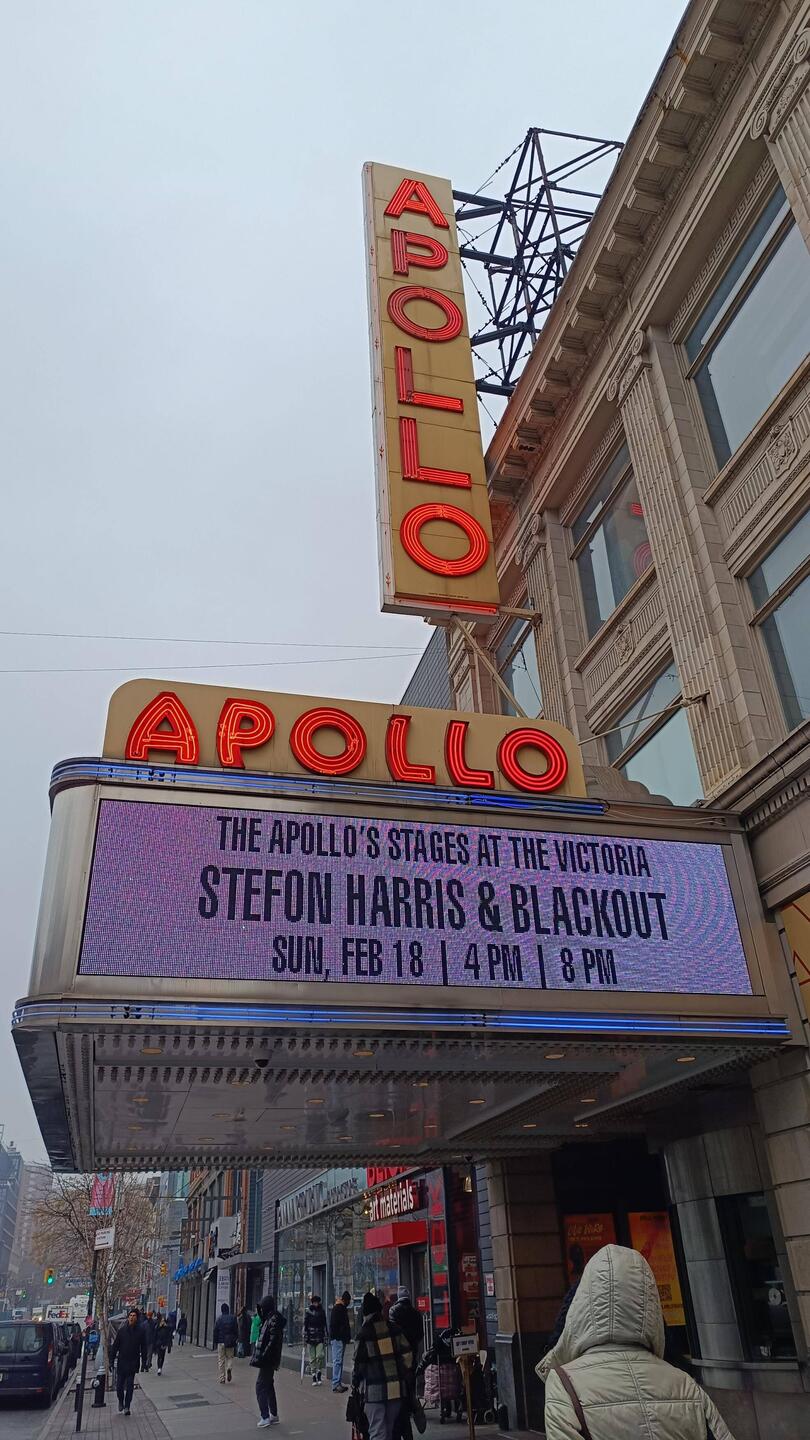 APOLLO
APOLLO
THE APOLLO'S STAGES AT THE VICTORIA
STEFON HARRIS & BLACKOUT
SUN, FEB 18 | 4 PM | 8 PM
art materials